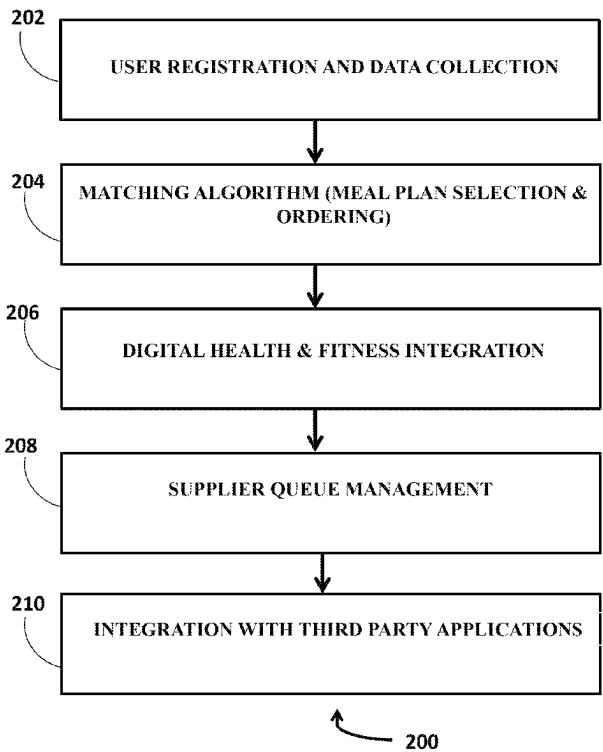 202
USER REGISTRATION AND DATA COLLECTION
204
MATCHING ALGORITHM (MEAL PLAN SELECTION &
ORDERING)
206
DIGITAL HEALTH & FITNESS INTEGRATION
208
SUPPLIER QUEUE MANAGEMENT
210
INTEGRATION WITH THIRD PARTY APPLICATIONS
200